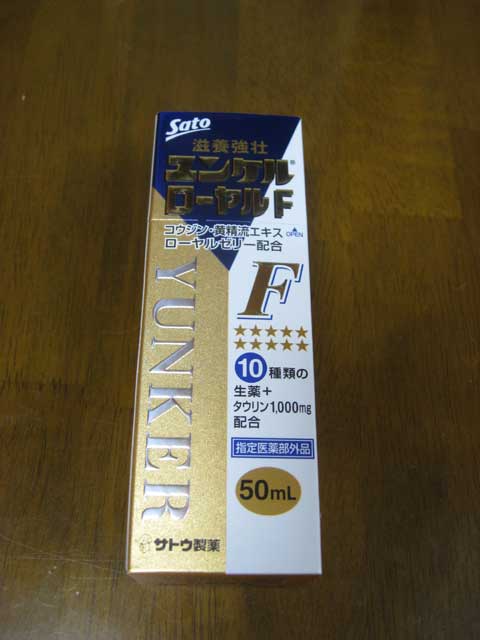 Sato
滋養強壮
ユンケル®
ローヤルF
コウジン・黄精流エキス
ローヤルゼリー配合
OPEN
YUNKER
F
★★★★★
★★★★★
10種類の
生薬+
タウリン1,000mg
配合
指定医薬部外品
50mL
サトウ製薬